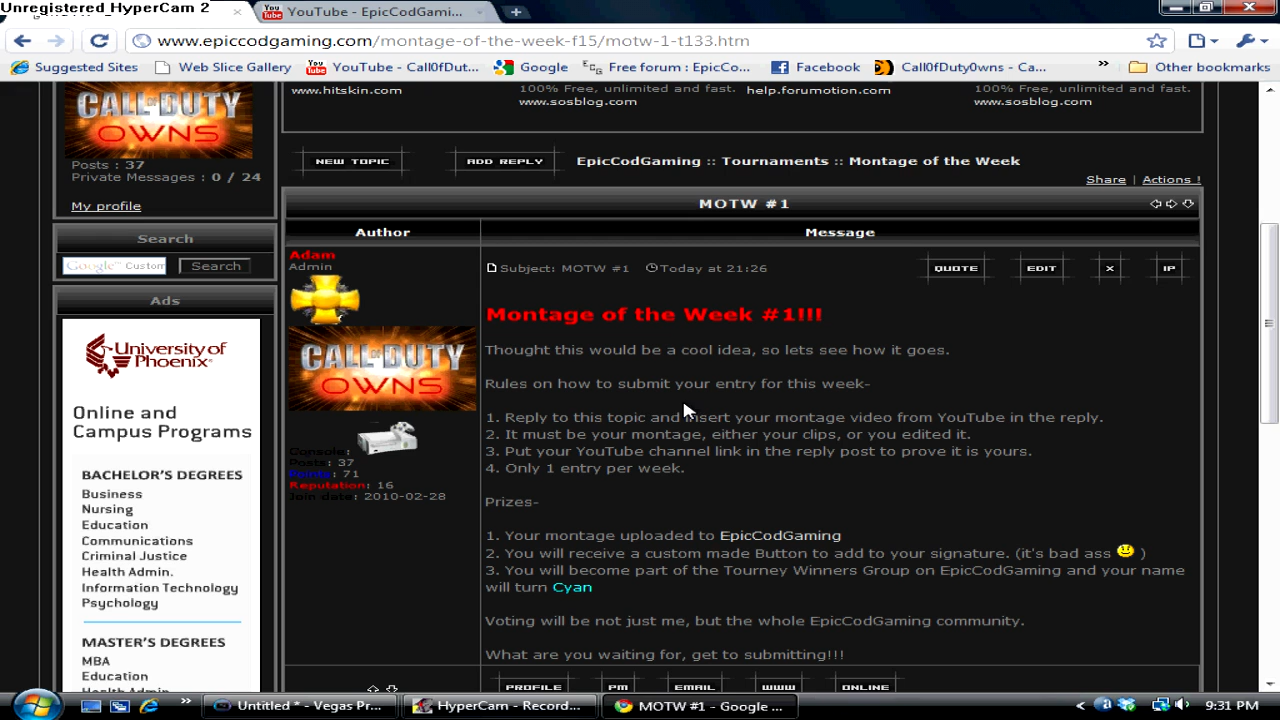 Unregistered HyperCam 2
YouTube - EpicCodGami...
www.epiccodgaming.com/montage-of-the-week-f15/motw-1-t133.htm
Suggested Sites
Web Slice Gallery
YouTube - Call0fDut...
Google
Free forum : EpicCo...
Facebook
Call0fDuty0wns - Ca...
»
Other bookmarks
www.hitskin.com
100% Free, unlimited and easy.
www.sosblog.com
help.forumotion.com
100% Free, unlimited and easy.
www.sosblog.com
CALL OF DUTY
OWNS
Posts : 37
Private Messages : 0 / 24
My profile
NEW TOPIC
ADD REPLY
EpicCodGaming :: Tournaments :: Montage of the Week
Share | Actions !
MOTW #1
Author
Message
Search
Google™ Custom
Search
Ads
University of
Phoenix®
Online and
Campus Programs
BACHELOR'S DEGREES
Business
Nursing
Education
Communications
Criminal Justice
Health Admin.
Information Technology
Psychology
MASTER'S DEGREES
MBA
Education
Health Admin.
Adam
Admin
CALL OF DUTY
OWNS
Console:
Posts: 37
Points: 71
Reputation: 16
Join date: 2010-02-28
Subject: MOTW #1
Today at 21:26
QUOTE
EDIT
X
IP
Montage of the Week #1!!!
Thought this would be a cool idea, so lets see how it goes.
Rules on how to submit your entry for this week-
1. Reply to this topic and insert your montage video from YouTube in the reply.
2. It must be your montage, either your clips, or you edited it.
3. Put your YouTube channel link in the reply post to prove it is yours.
4. Only 1 entry per week.
Prizes-
1. Your montage uploaded to EpicCodGaming
2. You will receive a custom made Button to add to your signature. (it's bad ass )
3. You will become part of the Tourney Winners Group on EpicCodGaming and your name
will turn Cyan
Voting will be not just me, but the whole EpicCodGaming community.
What are you waiting for, get to submitting!!!
PROFILE
PM
EMAIL
WWW
ONLINE
Untitled * - Vegas Pr...
HyperCam - Record...
MOTW #1 - Google ...
9:31 PM